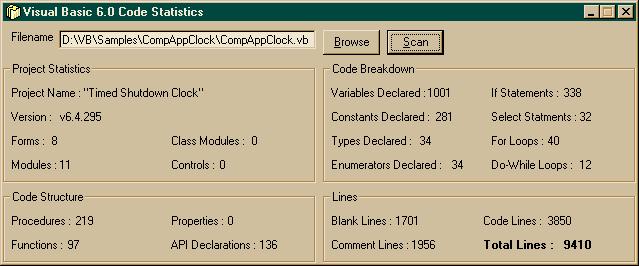 Visual Basic 6.0 Code Statistics
Filename D:\VB\Samples\CompAppClock\CompAppClock.vb Browse Scan
Project Statistics
Project Name : "Timed Shutdown Clock"
Version : v6.4.295
Forms : 8 Class Modules : 0
Modules : 11 Controls : 0
Code Breakdown
Variables Declared : 1001 If Statements : 338
Constants Declared : 281 Select Statments : 32
Types Declared : 34 For Loops : 40
Enumerators Declared : 34 Do-While Loops : 12
Code Structure
Procedures : 219 Properties : 0
Functions : 97 API Declarations : 136
Lines
Blank Lines : 1701 Code Lines : 3850
Comment Lines : 1956 Total Lines : 9410